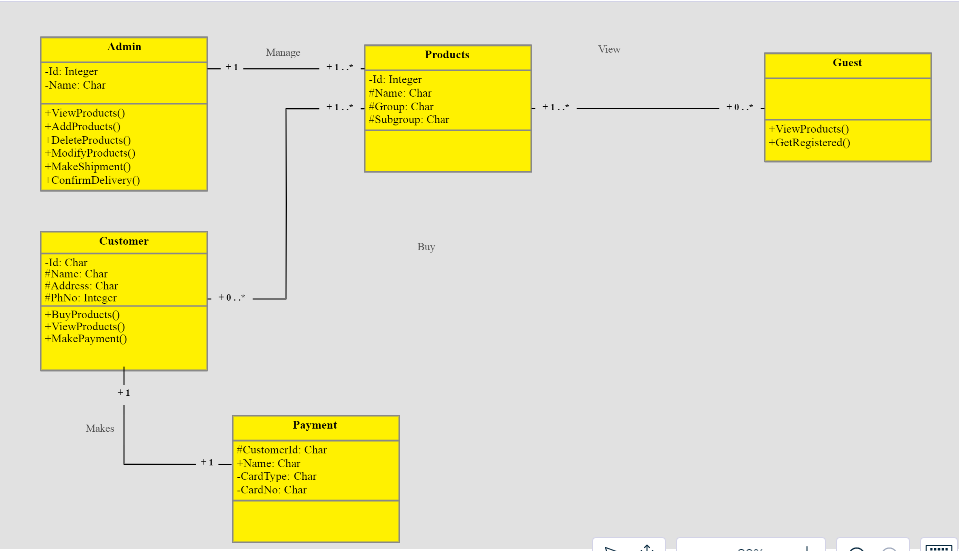 Admin
-Id: Integer
-Name: Char
+ViewProducts()
+AddProducts()
+DeleteProducts()
+ModifyProducts()
+MakeShipment()
+ConfirmDelivery()
+1
Manage
+1..*
Products
-Id: Integer
#Name: Char
#Group: Char
#Subgroup: Char
+1..*
+1..*
View
+0..*
Guest
+ViewProducts()
+GetRegistered()
Customer
-Id: Char
#Name: Char
#Address: Char
#PhNo: Integer
+BuyProducts()
+ViewProducts()
+MakePayment()
+0..*
Buy
+1
Makes
+1
Payment
#CustomerId: Char
+Name: Char
-CardType: Char
-CardNo: Char